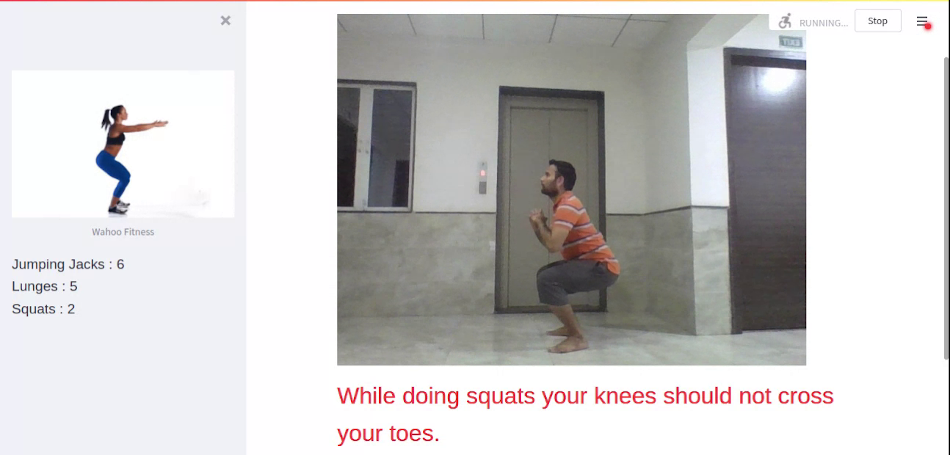 RUNNING...
Stop
Wahoo Fitness
Jumping Jacks : 6
Lunges : 5
Squats : 2
While doing squats your knees should not cross
your toes.